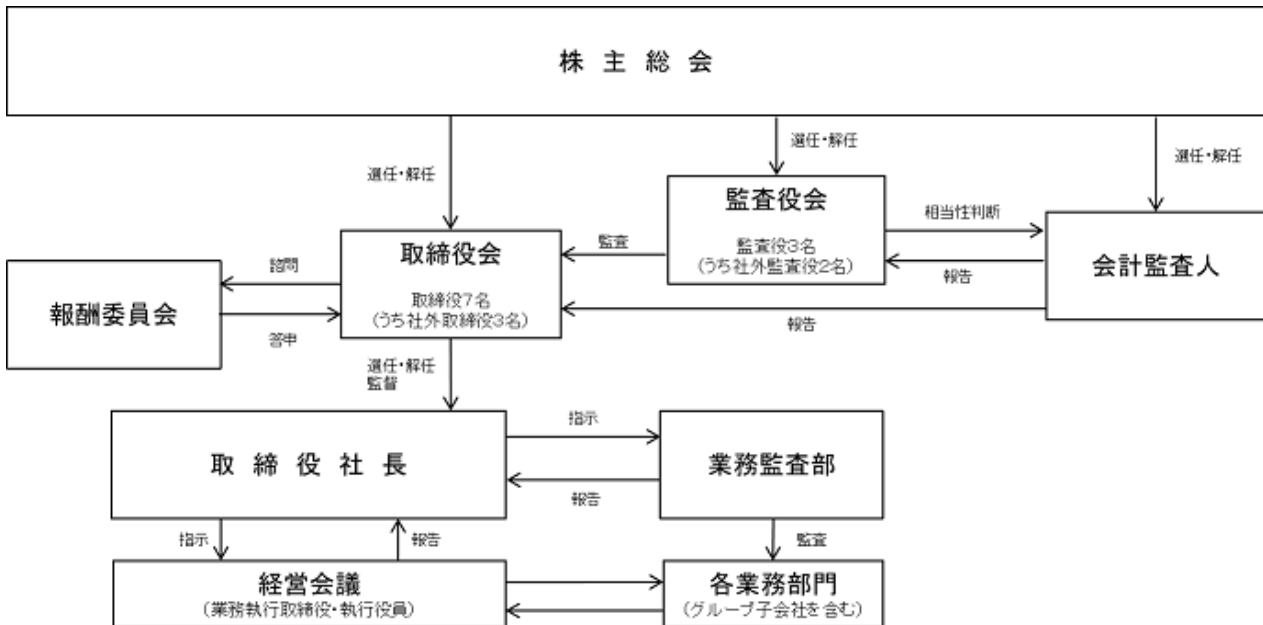 株主総会
選任・解任
選任・解任
選任・解任
監査役会
監査役3名
(うち社外監査役2名)
相当性判断
報告
会計監査人
監査
取締役会
取締役7名
(うち社外取締役3名)
報告
諮問
報酬委員会
答申
選任・解任
監督
取締役社長
指示
業務監査部
報告
指示
報告
監査
経営会議
(業務執行取締役・執行役員)
各業務部門
(グループ子会社を含む)